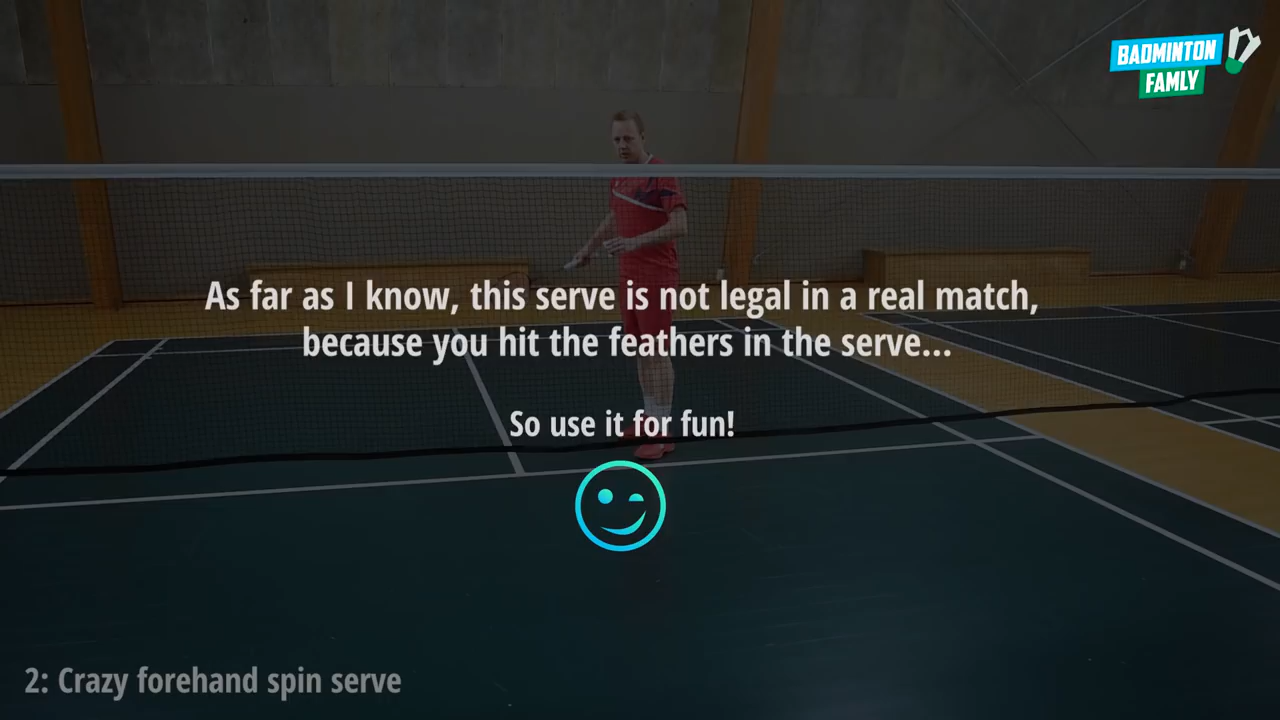 BADMINTON
FAMLY
As far as I know, this serve is not legal in a real match,
because you hit the feathers in the serve...
So use it for fun!
2: Crazy forehand spin serve